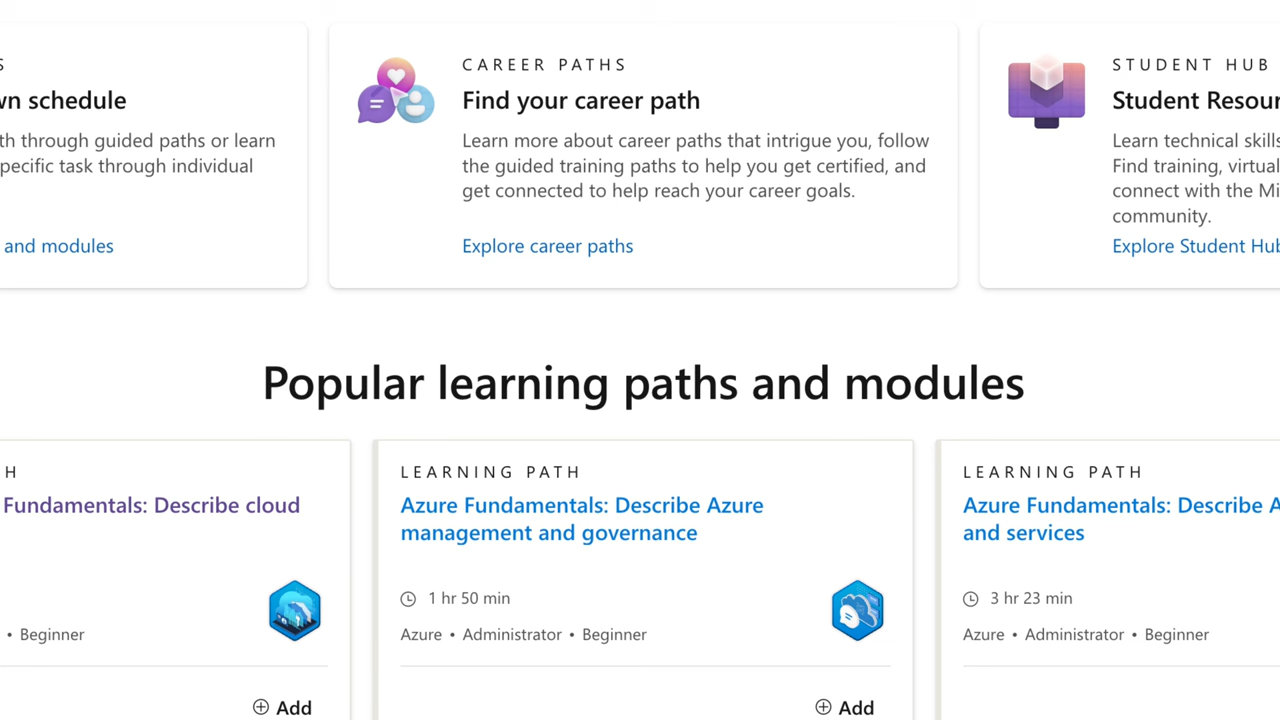 S
wn schedule
th through guided paths or learn
pecific task through individual
and modules
CAREER PATHS
Find your career path
Learn more about career paths that intrigue you, follow
the guided training paths to help you get certified, and
get connected to help reach your career goals.
Explore career paths
STUDENT HUB
Student Resour
Learn technical skills
Find training, virtual
connect with the Mi
community.
Explore Student Hub
Popular learning paths and modules
H
Fundamentals: Describe cloud
• Beginner
Add
LEARNING PATH
Azure Fundamentals: Describe Azure
management and governance
1 hr 50 min
Azure • Administrator • Beginner
Add
LEARNING PATH
Azure Fundamentals: Describe A
and services
3 hr 23 min
Azure • Administrator • Beginner